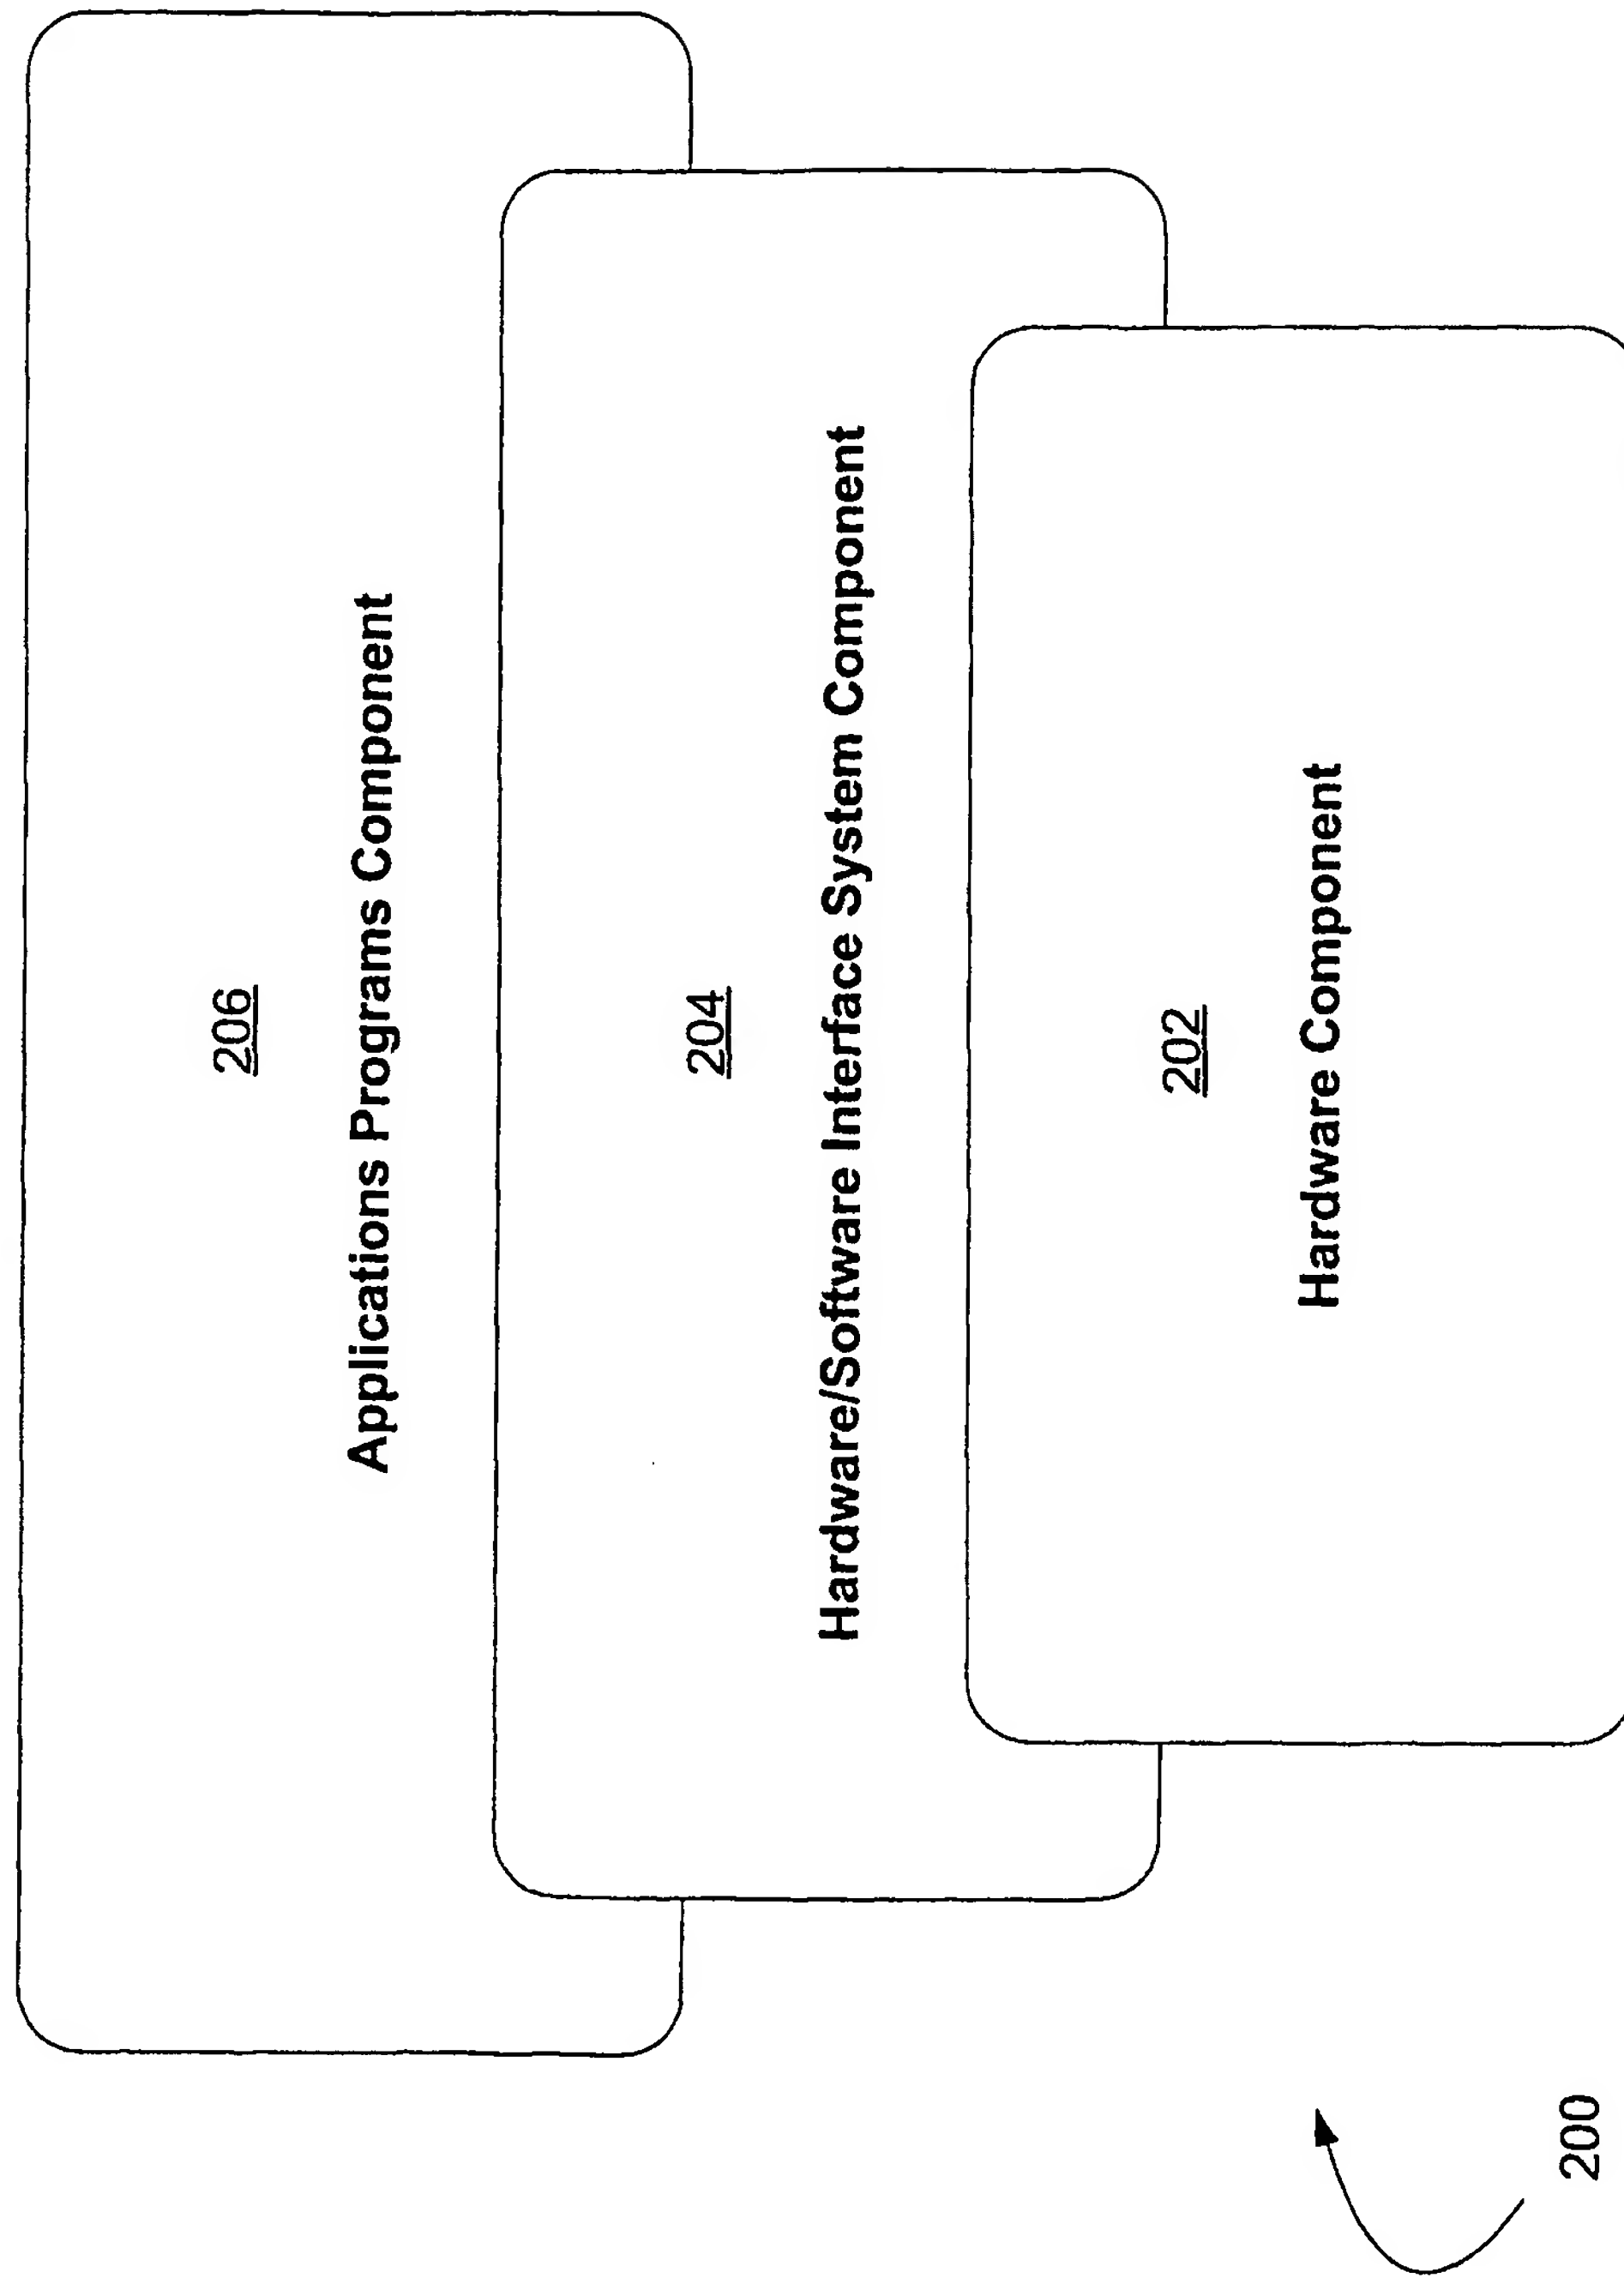 206
Applications Programs Component
204
Hardware/Software Interface System Component
202
Hardware Component
200